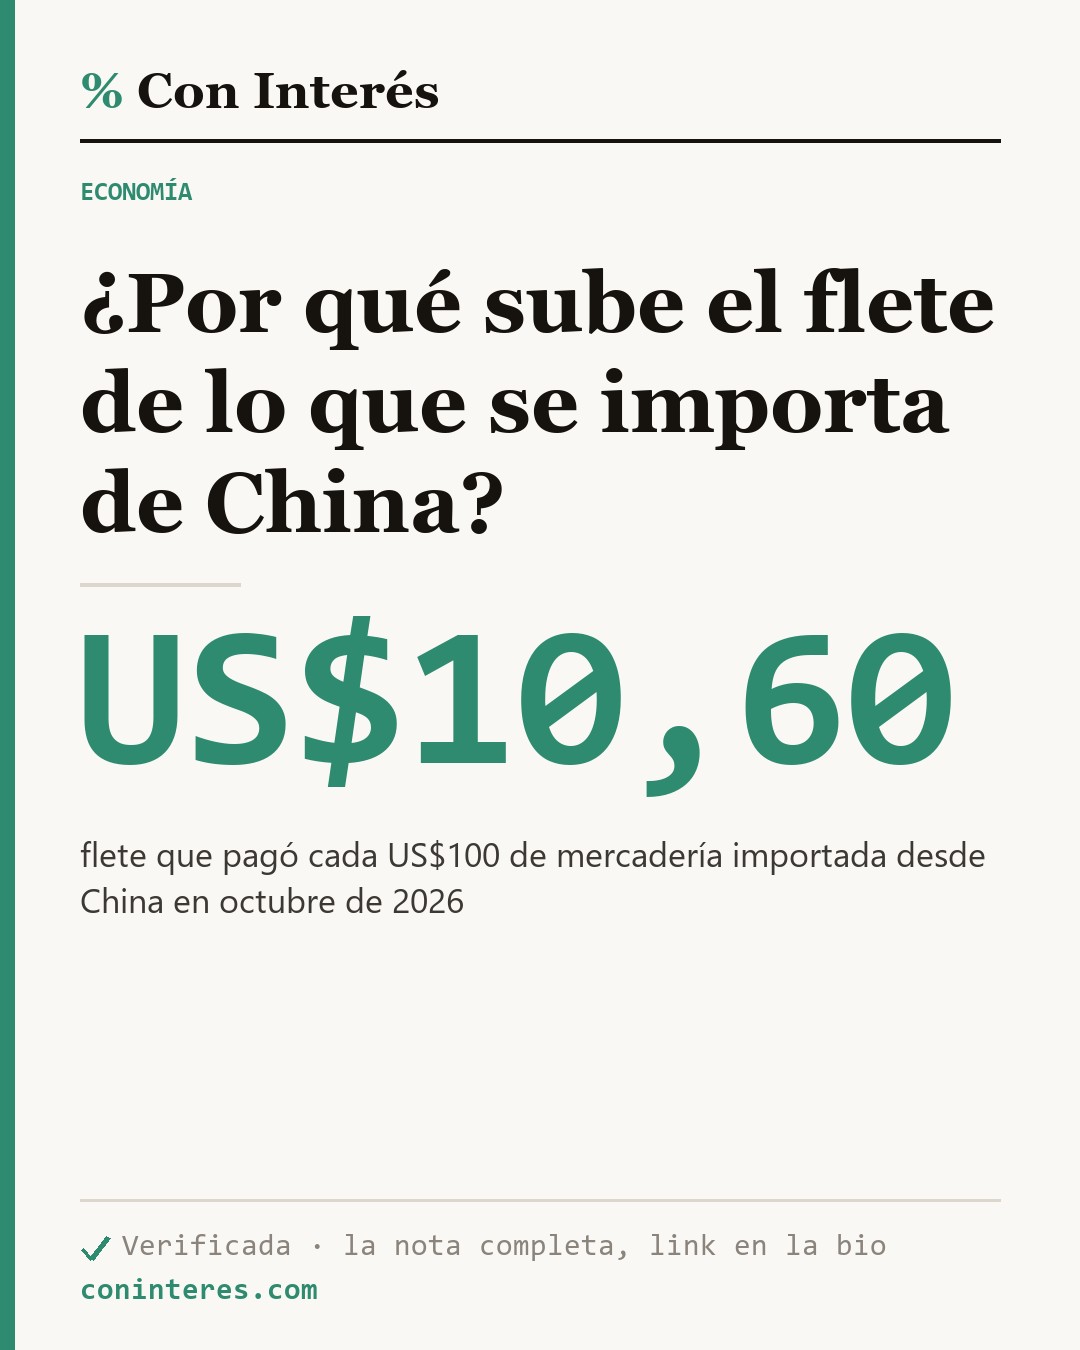 % Con Interés
ECONOMÍA
¿Por qué sube el flete
de lo que se importa
de China?
US$10,60
flete que pagó cada US$100 de mercadería importada desde
China en octubre de 2026
✓ Verificada · la nota completa, link en la bio
coninteres.com